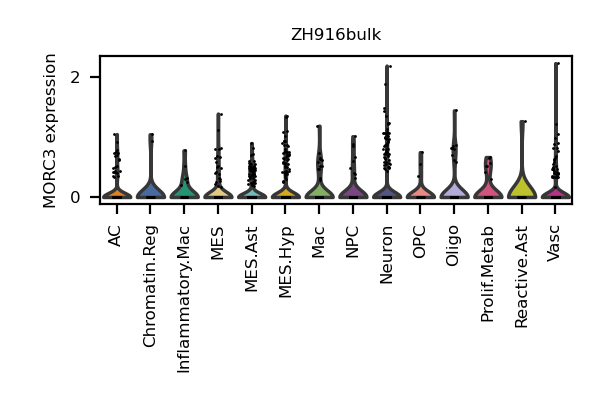 ZH916bulk
MORC3 expression
2
0
AC
Chromatin.Reg
Inflammatory.Mac
MES
MES.Ast
MES.Hyp
Mac
NPC
Neuron
OPC
Oligo
Prolif.Metab
Reactive.Ast
Vasc